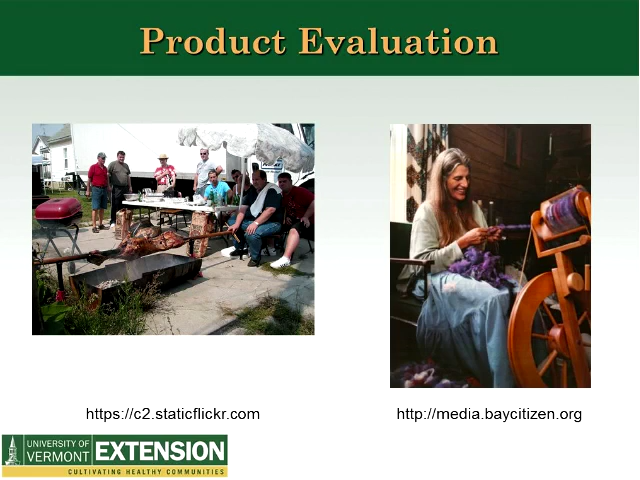 Product Evaluation
https://c2.staticflickr.com
http://media.baycitizen.org
UNIVERSITY OF
VERMONT
EXTENSION
CULTIVATING HEALTHY COMMUNITIES